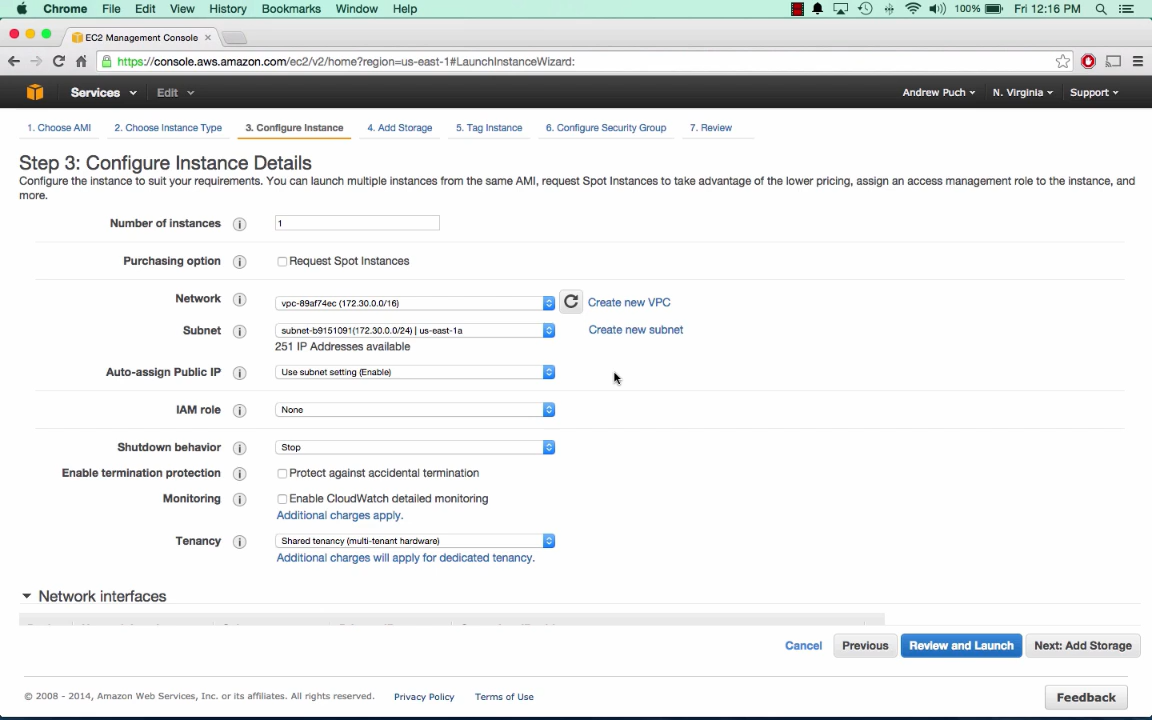 Chrome File Edit View History Bookmarks Window Help 100% Fri 12:16 PM
EC2 Management Console ×
https://console.aws.amazon.com/ec2/v2/home?region=us-east-1#LaunchInstanceWizard:
Services Edit Andrew Puch N. Virginia Support
1. Choose AMI 2. Choose Instance Type 3. Configure Instance 4. Add Storage 5. Tag Instance 6. Configure Security Group 7. Review
Step 3: Configure Instance Details
Configure the instance to suit your requirements. You can launch multiple instances from the same AMI, request Spot Instances to take advantage of the lower pricing, assign an access management role to the instance, and
more.
Number of instances i 1
Purchasing option i Request Spot Instances
Network i vpc-89af74ec (172.30.0.0/16) Create new VPC
Subnet i subnet-b9151091(172.30.0.0/24) | us-east-1a Create new subnet
251 IP Addresses available
Auto-assign Public IP i Use subnet setting (Enable)
IAM role i None
Shutdown behavior i Stop
Enable termination protection i Protect against accidental termination
Monitoring i Enable CloudWatch detailed monitoring
Additional charges apply.
Tenancy i Shared tenancy (multi-tenant hardware)
Additional charges will apply for dedicated tenancy.
Network interfaces
Cancel Previous Review and Launch Next: Add Storage
© 2008 - 2014, Amazon Web Services, Inc. or its affiliates. All rights reserved. Privacy Policy Terms of Use Feedback